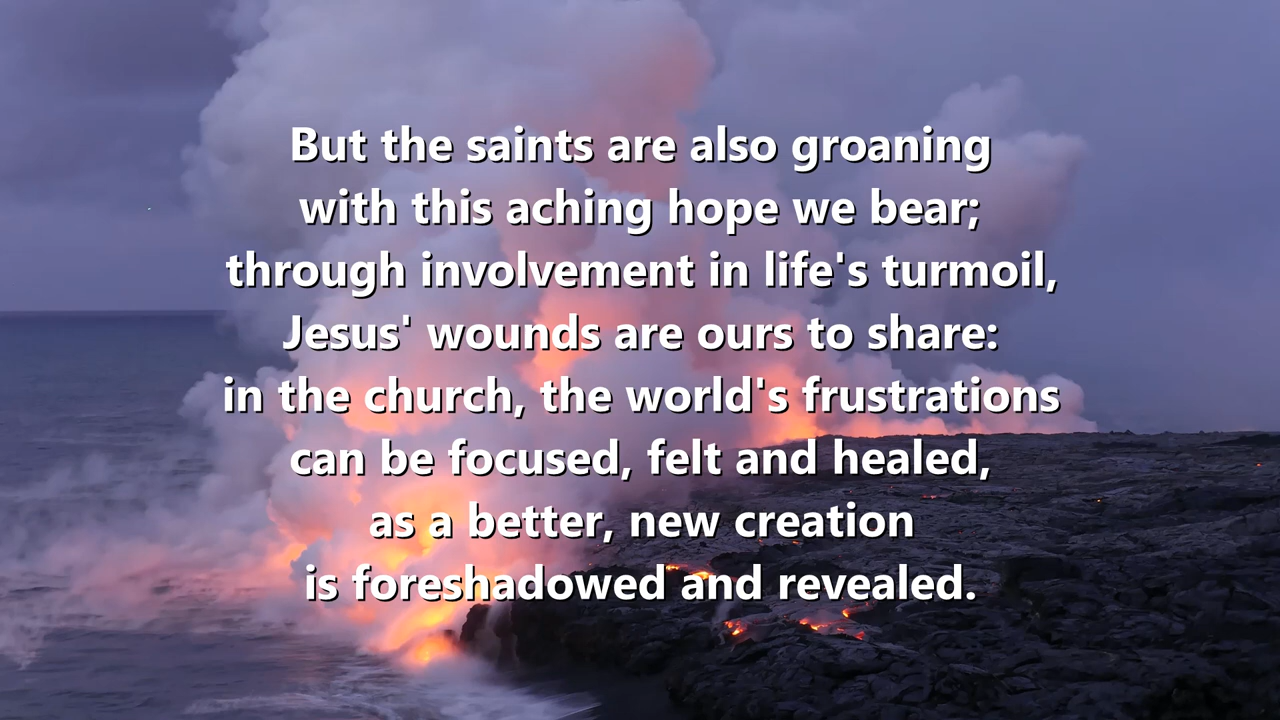 But the saints are also groaning
with this aching hope we bear;
through involvement in life's turmoil,
Jesus' wounds are ours to share:
in the church, the world's frustrations
can be focused, felt and healed,
as a better, new creation
is foreshadowed and revealed.